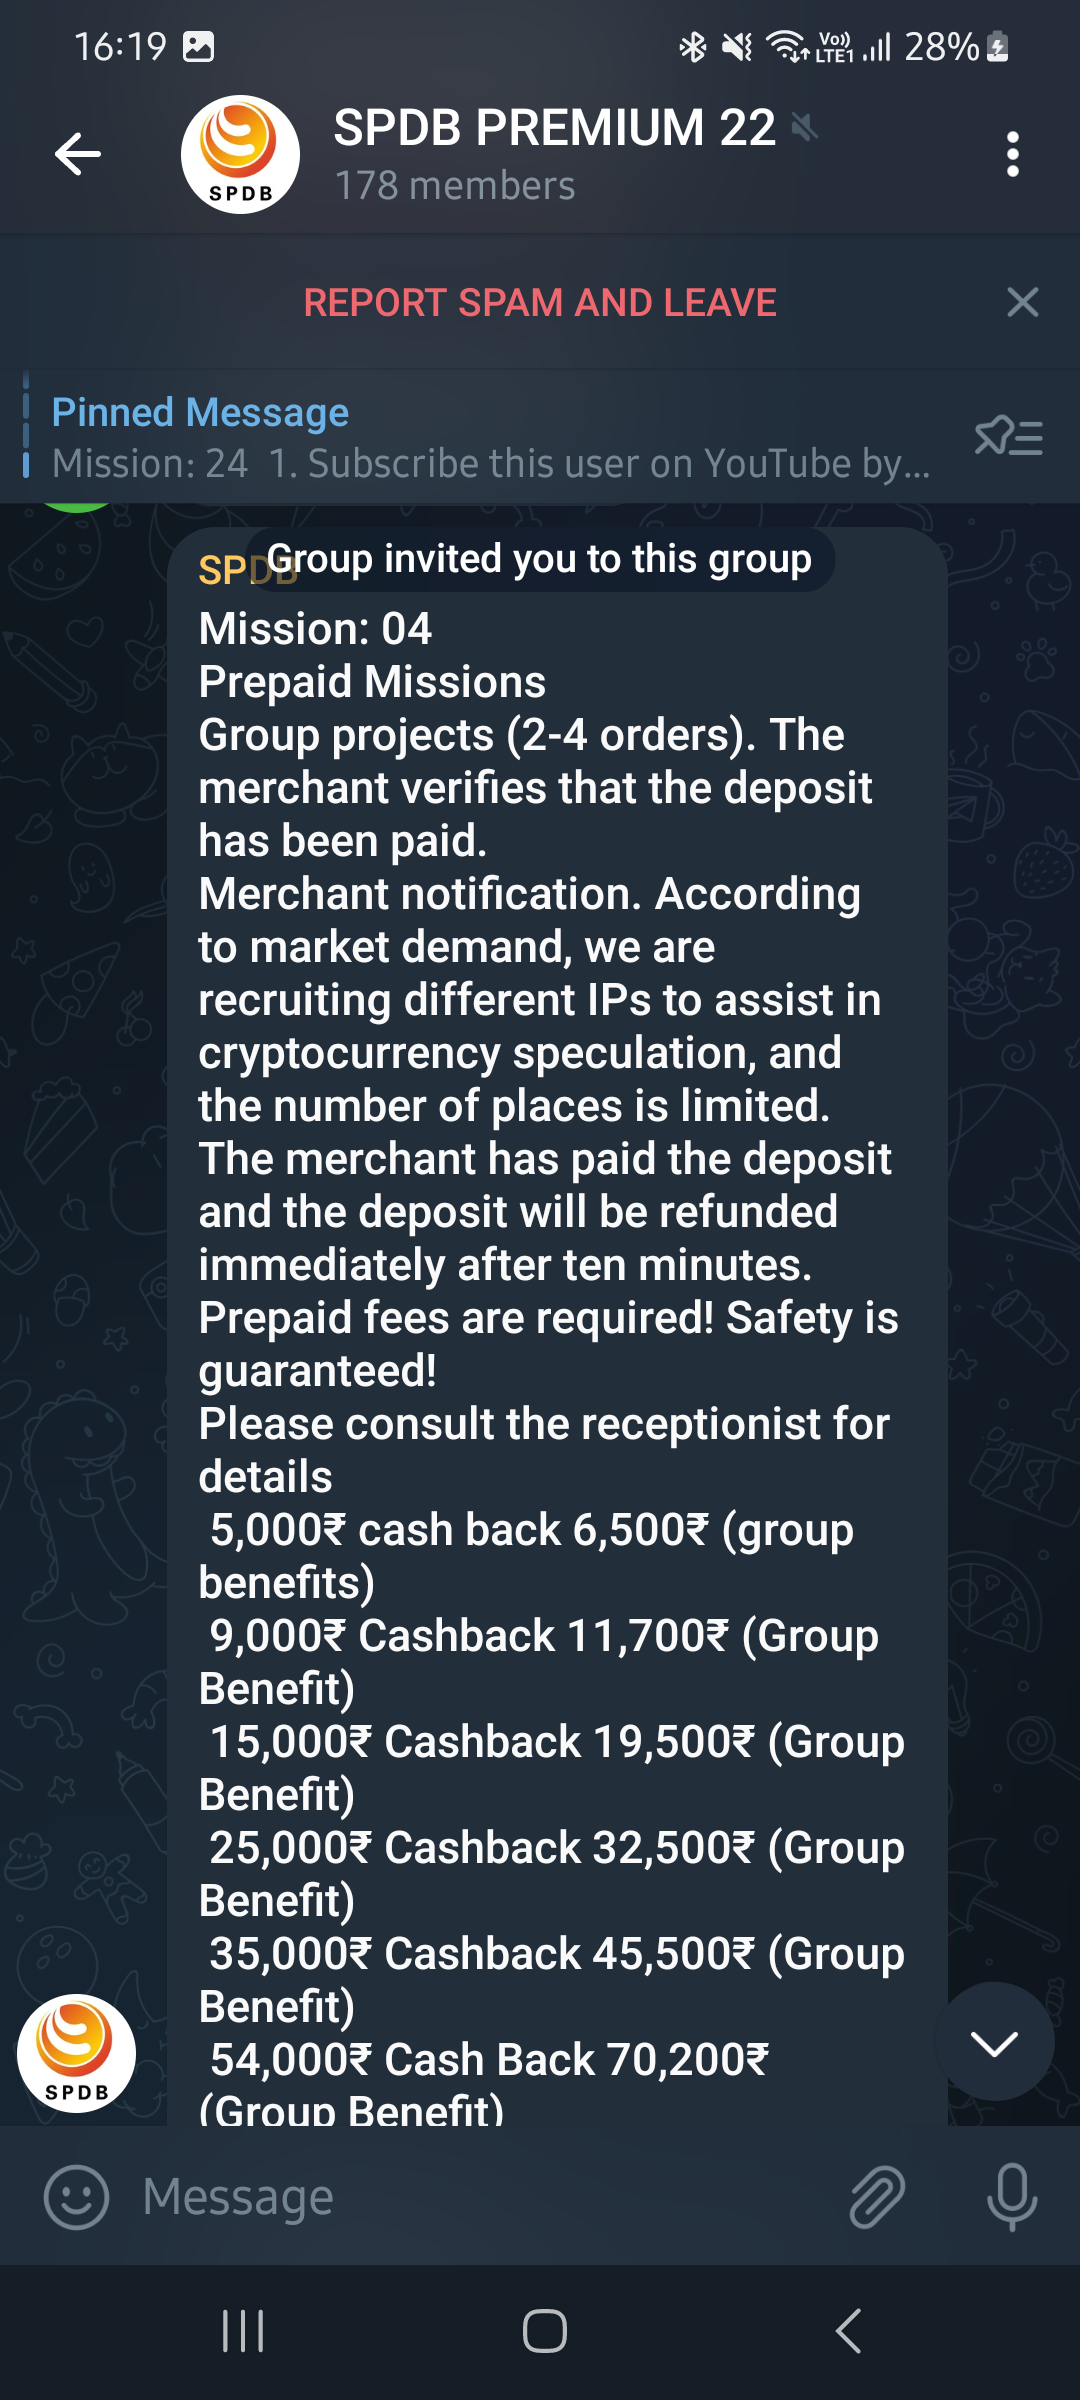 16:19
Vo)) LTE1 28%
SPDB PREMIUM 22
SPDB
178 members
REPORT SPAM AND LEAVE
Pinned Message
Mission: 24 1. Subscribe this user on YouTube by...
Group invited you to this group
SPDB
Mission: 04
Prepaid Missions
Group projects (2-4 orders). The
merchant verifies that the deposit
has been paid.
Merchant notification. According
to market demand, we are
recruiting different IPs to assist in
cryptocurrency speculation, and
the number of places is limited.
The merchant has paid the deposit
and the deposit will be refunded
immediately after ten minutes.
Prepaid fees are required! Safety is
guaranteed!
Please consult the receptionist for
details
5,000₹ cash back 6,500₹ (group
benefits)
9,000₹ Cashback 11,700₹ (Group
Benefit)
15,000₹ Cashback 19,500₹ (Group
Benefit)
25,000₹ Cashback 32,500₹ (Group
Benefit)
35,000₹ Cashback 45,500₹ (Group
Benefit)
54,000₹ Cash Back 70,200₹
(Group Benefit)
SPDB
Message